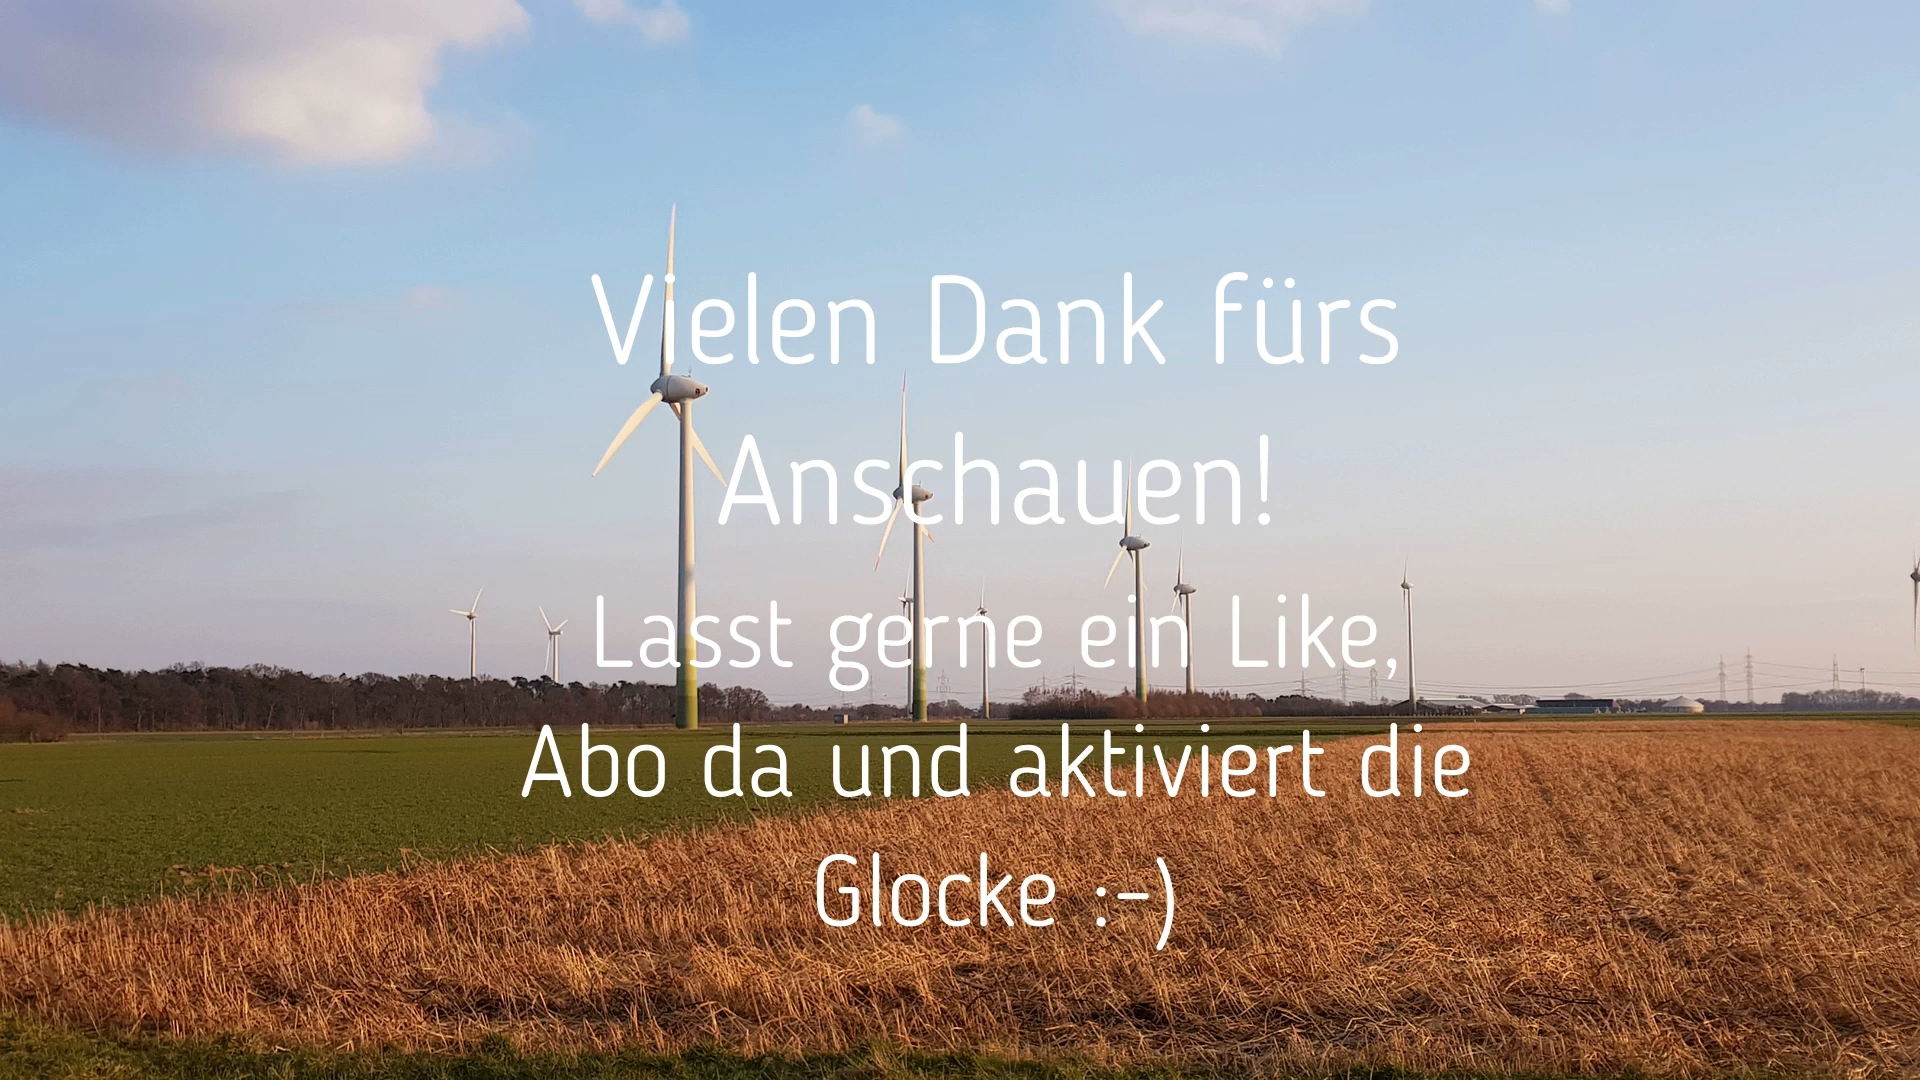 Vielen Dank fürs
Anschauen!
Lasst gerne ein Like,
Abo da und aktiviert die
Glocke :-)